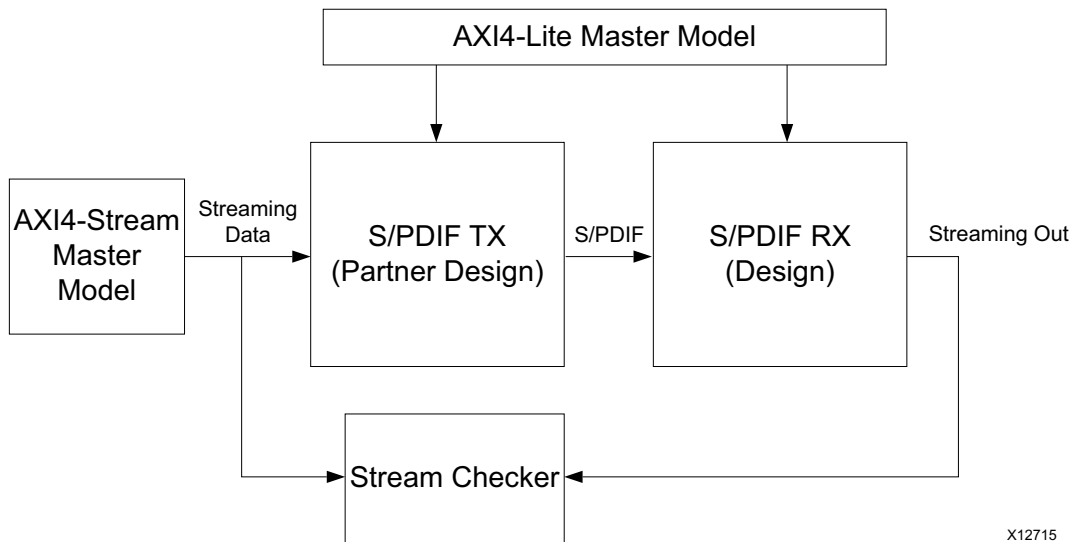 AXI4-Lite Master Model
AXI4-Stream
Master
Model
Streaming
Data
S/PDIF TX
(Partner Design)
S/PDIF
S/PDIF RX
(Design)
Streaming Out
Stream Checker
X12715